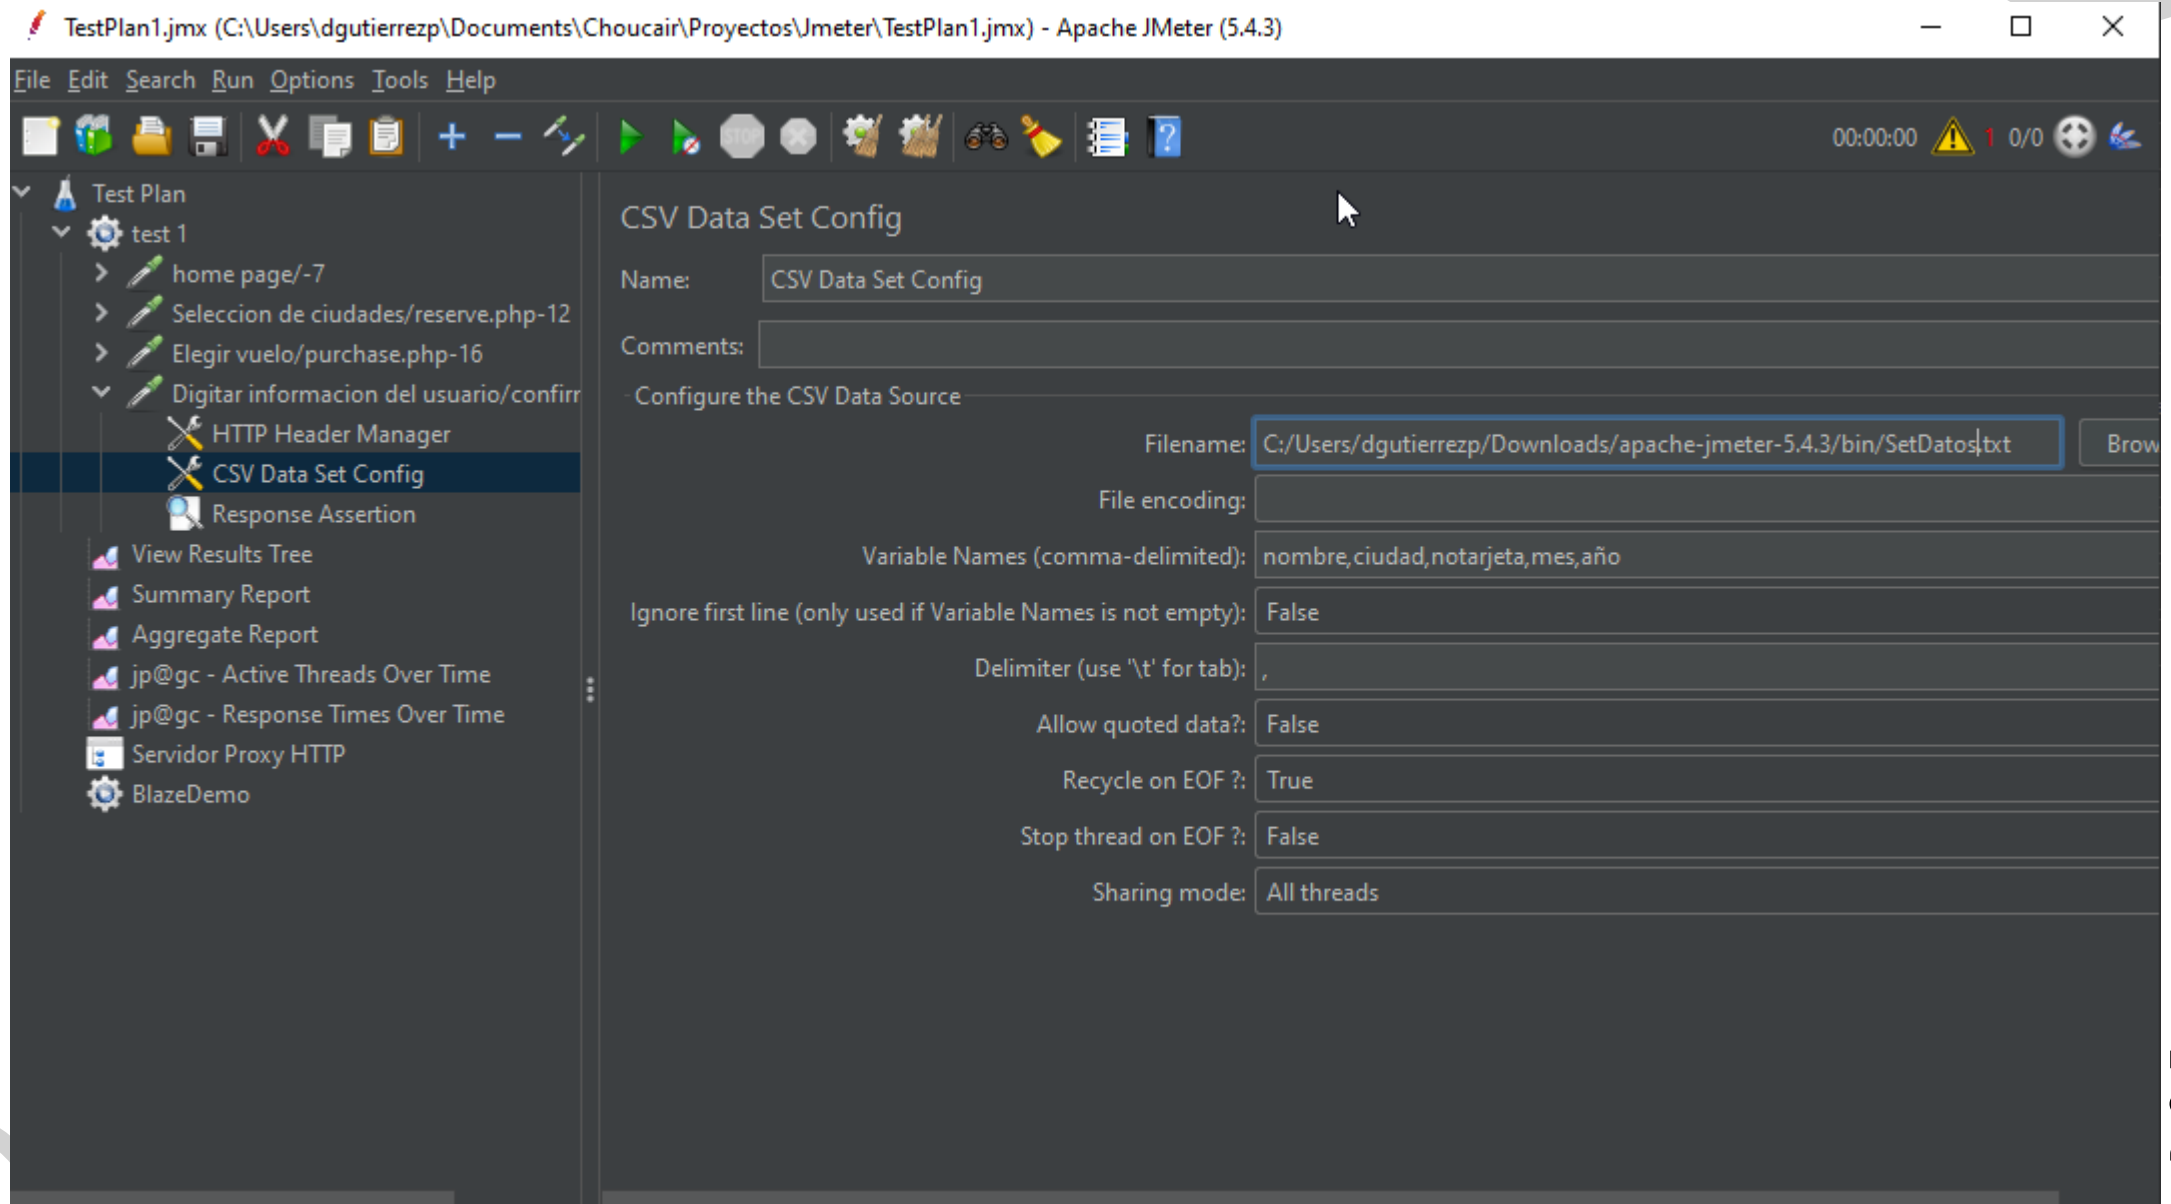 TestPlan1.jmx (C:\Users\dgutierrezp\Documents\Choucair\Proyectos\Jmeter\TestPlan1.jmx) - Apache JMeter (5.4.3)
File Edit Search Run Options Tools Help
STOP
00:00:00 1 0/0
Test Plan
test 1
home page/-7
Seleccion de ciudades/reserve.php-12
Elegir vuelo/purchase.php-16
Digitar informacion del usuario/confirr
HTTP Header Manager
CSV Data Set Config
Response Assertion
View Results Tree
Summary Report
Aggregate Report
jp@gc - Active Threads Over Time
jp@gc - Response Times Over Time
Servidor Proxy HTTP
BlazeDemo
CSV Data Set Config
Name: CSV Data Set Config
Comments:
Configure the CSV Data Source
Filename: C:/Users/dgutierrezp/Downloads/apache-jmeter-5.4.3/bin/SetDatos.txt Brow
File encoding:
Variable Names (comma-delimited): nombre,ciudad,notarjeta,mes,año
Ignore first line (only used if Variable Names is not empty): False
Delimiter (use '\t' for tab): ,
Allow quoted data?: False
Recycle on EOF ?: True
Stop thread on EOF ?: False
Sharing mode: All threads